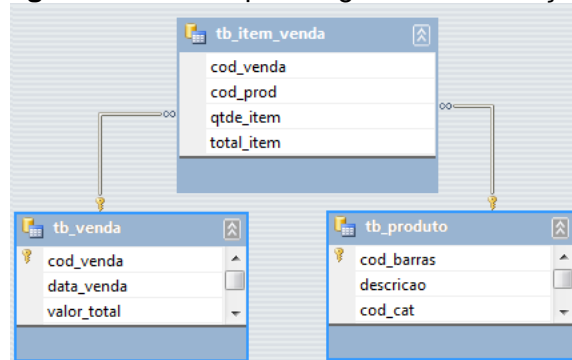 tb_item_venda
cod_venda
cod_prod
qtde_item
total_item
tb_venda
cod_venda
data_venda
valor_total
tb_produto
cod_barras
descricao
cod_cat